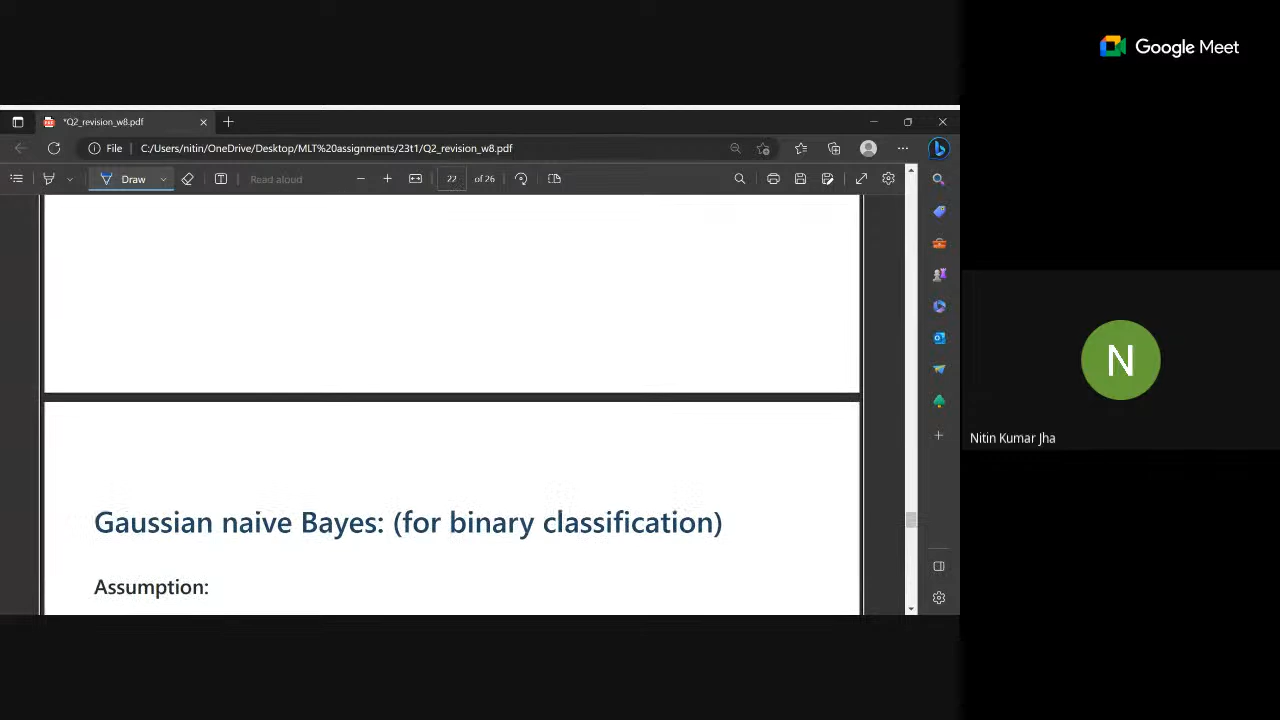 Google Meet
*Q2_revision_w8.pdf
File
C:/Users/nitin/OneDrive/Desktop/MLT%20assignments/23t1/Q2_revision_w8.pdf
Draw
Read aloud
22
of 26
Gaussian naive Bayes: (for binary classification)
Assumption:
N
Nitin Kumar Jha